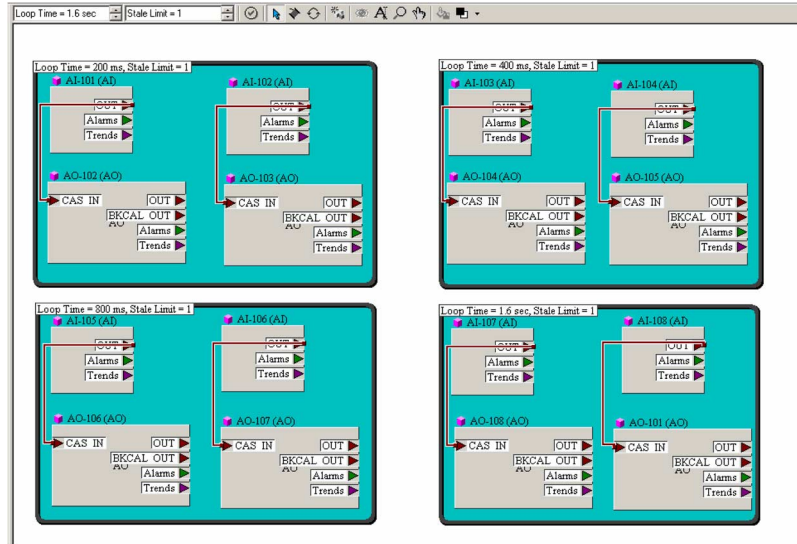 Loop Time = 1.6 sec Stale Limit = 1
Loop Time = 200 ms, Stale Limit = 1
AI-101 (AI)
OUT
Alarms
Trends
AI-102 (AI)
OUT
Alarms
Trends
AO-102 (AO)
CAS IN OUT
BKCAL OUT
AO
Alarms
Trends
AO-103 (AO)
CAS IN OUT
BKCAL OUT
AO
Alarms
Trends
Loop Time = 400 ms, Stale Limit = 1
AI-103 (AI)
OUT
Alarms
Trends
AI-104 (AI)
OUT
Alarms
Trends
AO-104 (AO)
CAS IN OUT
BKCAL OUT
AO
Alarms
Trends
AO-105 (AO)
CAS IN OUT
BKCAL OUT
AO
Alarms
Trends
Loop Time = 800 ms, Stale Limit = 1
AI-105 (AI)
OUT
Alarms
Trends
AI-106 (AI)
OUT
Alarms
Trends
AO-106 (AO)
CAS IN OUT
BKCAL OUT
AO
Alarms
Trends
AO-107 (AO)
CAS IN OUT
BKCAL OUT
AO
Alarms
Trends
Loop Time = 1.6 sec, Stale Limit = 1
AI-107 (AI)
OUT
Alarms
Trends
AI-108 (AI)
OUT
Alarms
Trends
AO-108 (AO)
CAS IN OUT
BKCAL OUT
AO
Alarms
Trends
AO-101 (AO)
CAS IN OUT
BKCAL OUT
AO
Alarms
Trends